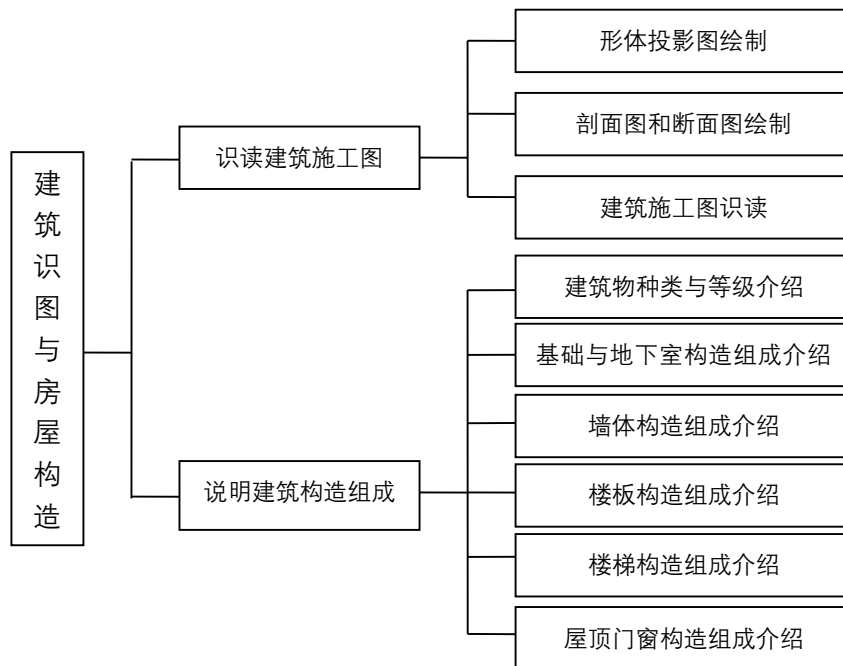 建筑识图与房屋构造
识读建筑施工图
形体投影图绘制
剖面图和断面图绘制
建筑施工图识读
说明建筑构造组成
建筑物种类与等级介绍
基础与地下室构造组成介绍
墙体构造组成介绍
楼板构造组成介绍
楼梯构造组成介绍
屋顶门窗构造组成介绍